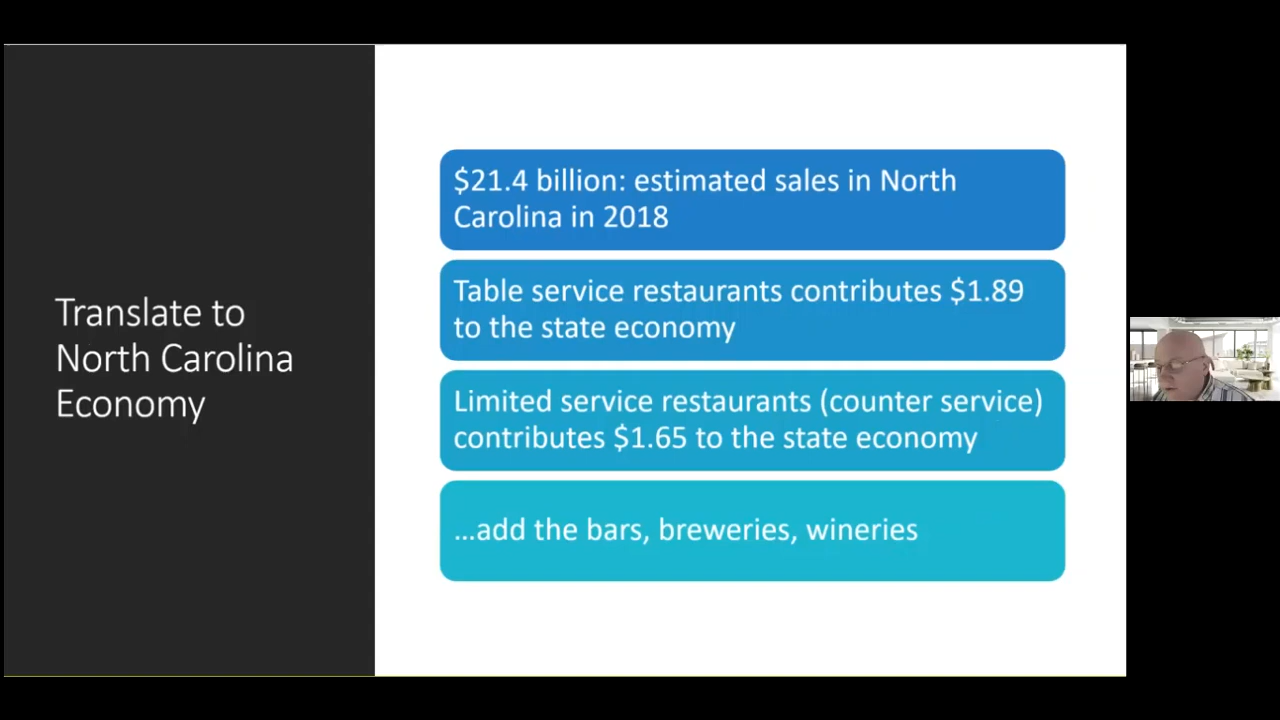 Translate to
North Carolina
Economy
$21.4 billion: estimated sales in North
Carolina in 2018
Table service restaurants contributes $1.89
to the state economy
Limited service restaurants (counter service)
contributes $1.65 to the state economy
...add the bars, breweries, wineries